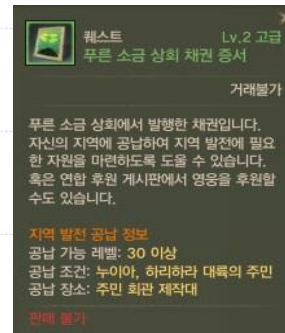 퀘스트 Lv.2 고급
푸른 소금 상회 채권 증서
거래불가
푸른 소금 상회에서 발행한 채권입니다.
자신의 지역에 공납하여 지역 발전에 필요
한 자원을 마련하도록 도울 수 있습니다.
혹은 연합 후원 게시판에서 영웅을 후원할
수도 있습니다.
지역 발전 공납 정보
공납 가능 레벨: 30 이상
공납 조건: 누이아, 하리하라 대륙의 주민
공납 장소: 주민 회관 제작대
판매 불가